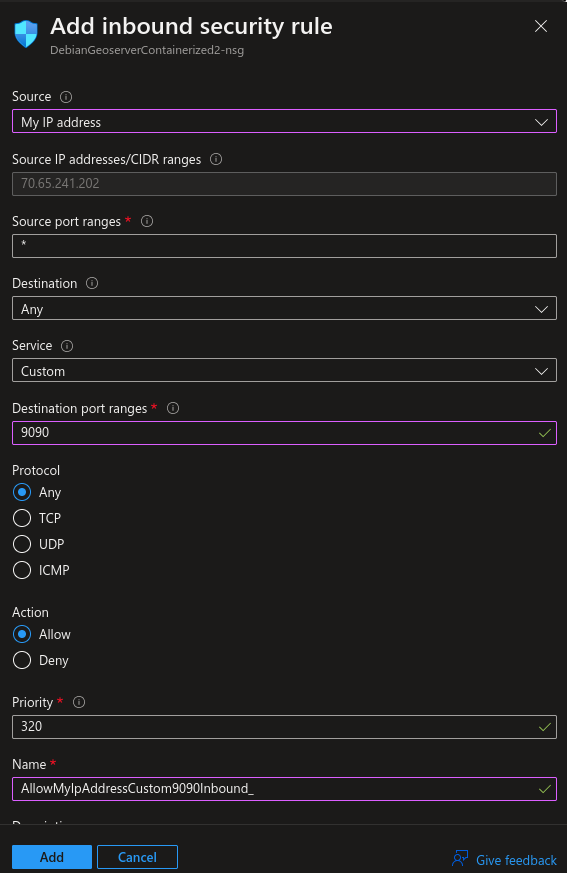 Add inbound security rule
DebianGeoserverContainerized2-nsg
Source
My IP address
Source IP addresses/CIDR ranges
70.65.241.202
Source port ranges *
*
Destination
Any
Service
Custom
Destination port ranges *
9090
Protocol
Any
TCP
UDP
ICMP
Action
Allow
Deny
Priority *
320
Name *
AllowMyIpAddressCustom9090Inbound_
Add
Cancel
Give feedback